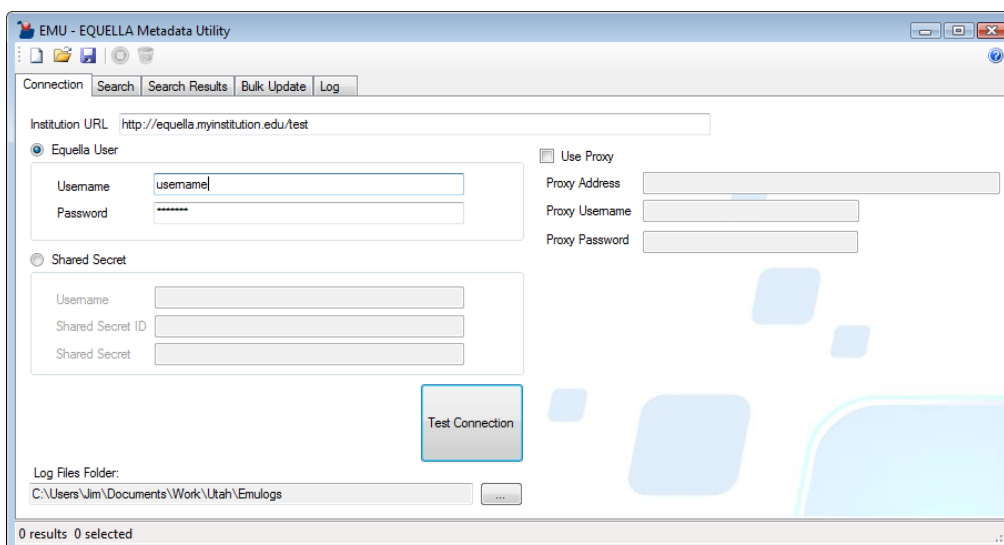 EMU - EQUELLA Metadata Utility
Connection Search Search Results Bulk Update Log
Institution URL http://equella.myinstitution.edu/test
Equella User
Username username
Password *******
Use Proxy
Proxy Address
Proxy Username
Proxy Password
Shared Secret
Username
Shared Secret ID
Shared Secret
Test Connection
Log Files Folder:
C:\Users\Jim\Documents\Work\Utah\Emulogs
...
0 results 0 selected